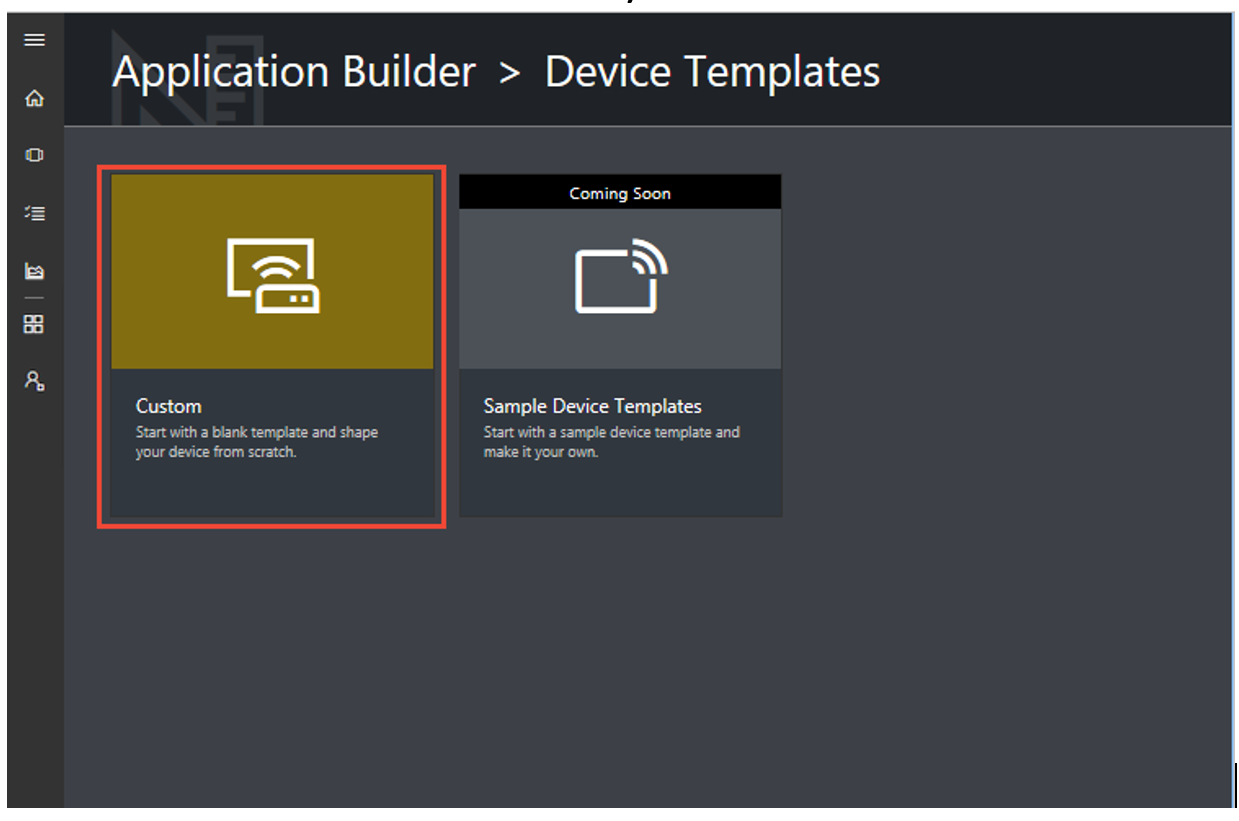 Application Builder > Device Templates
Coming Soon
Custom
Start with a blank template and shape
your device from scratch.
Sample Device Templates
Start with a sample device template and
make it your own.